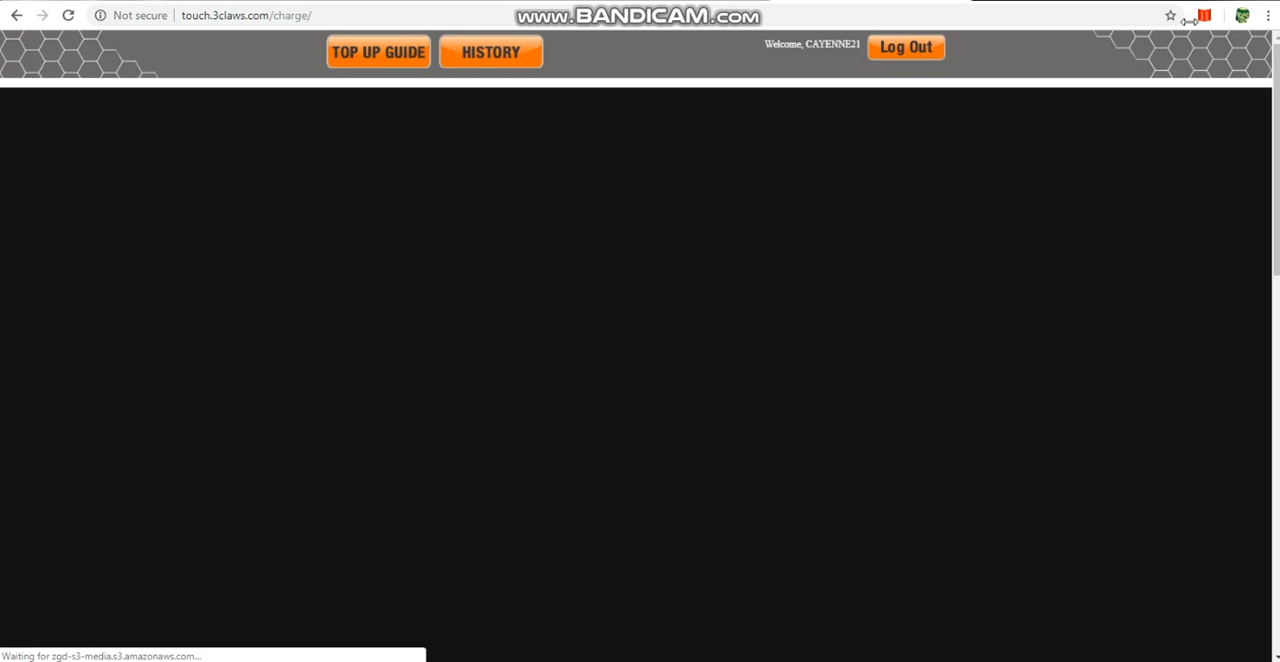 Not secure touch.3claws.com/charge/
www.BANDICAM.com
TOP UP GUIDE
HISTORY
Welcome, CAYENNE21
Log Out
Waiting for zgd-s3-media.s3.amazonaws.com...